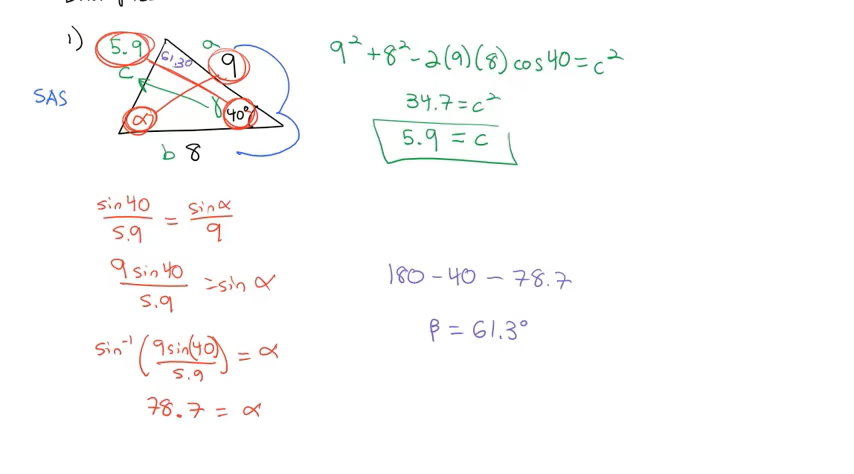 1)
5.9
a
9
61.30
c
SAS
α
γ
40°
b 8
9² + 8² - 2(9)(8) cos 40 = c²
34.7 = c²
5.9 = c
sin 40 / 5.9 = sin α / 9
9 sin 40 / 5.9 = sin α
sin⁻¹ (9 sin(40) / 5.9) = α
78.7 = α
180 - 40 - 78.7
β = 61.3°